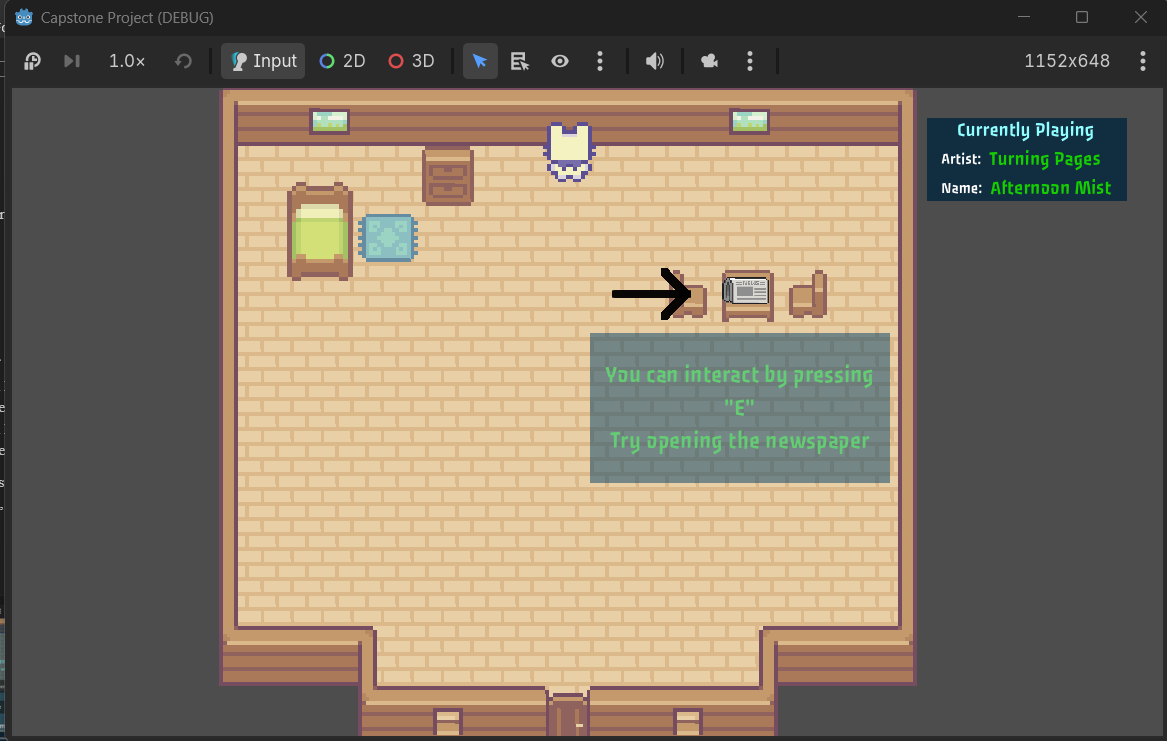 Capstone Project (DEBUG)
1.0×
Input
2D
3D
1152x648
Currently Playing
Artist: Turning Pages
Name: Afternoon Mist
NEWS
You can interact by pressing
"E"
Try opening the newspaper